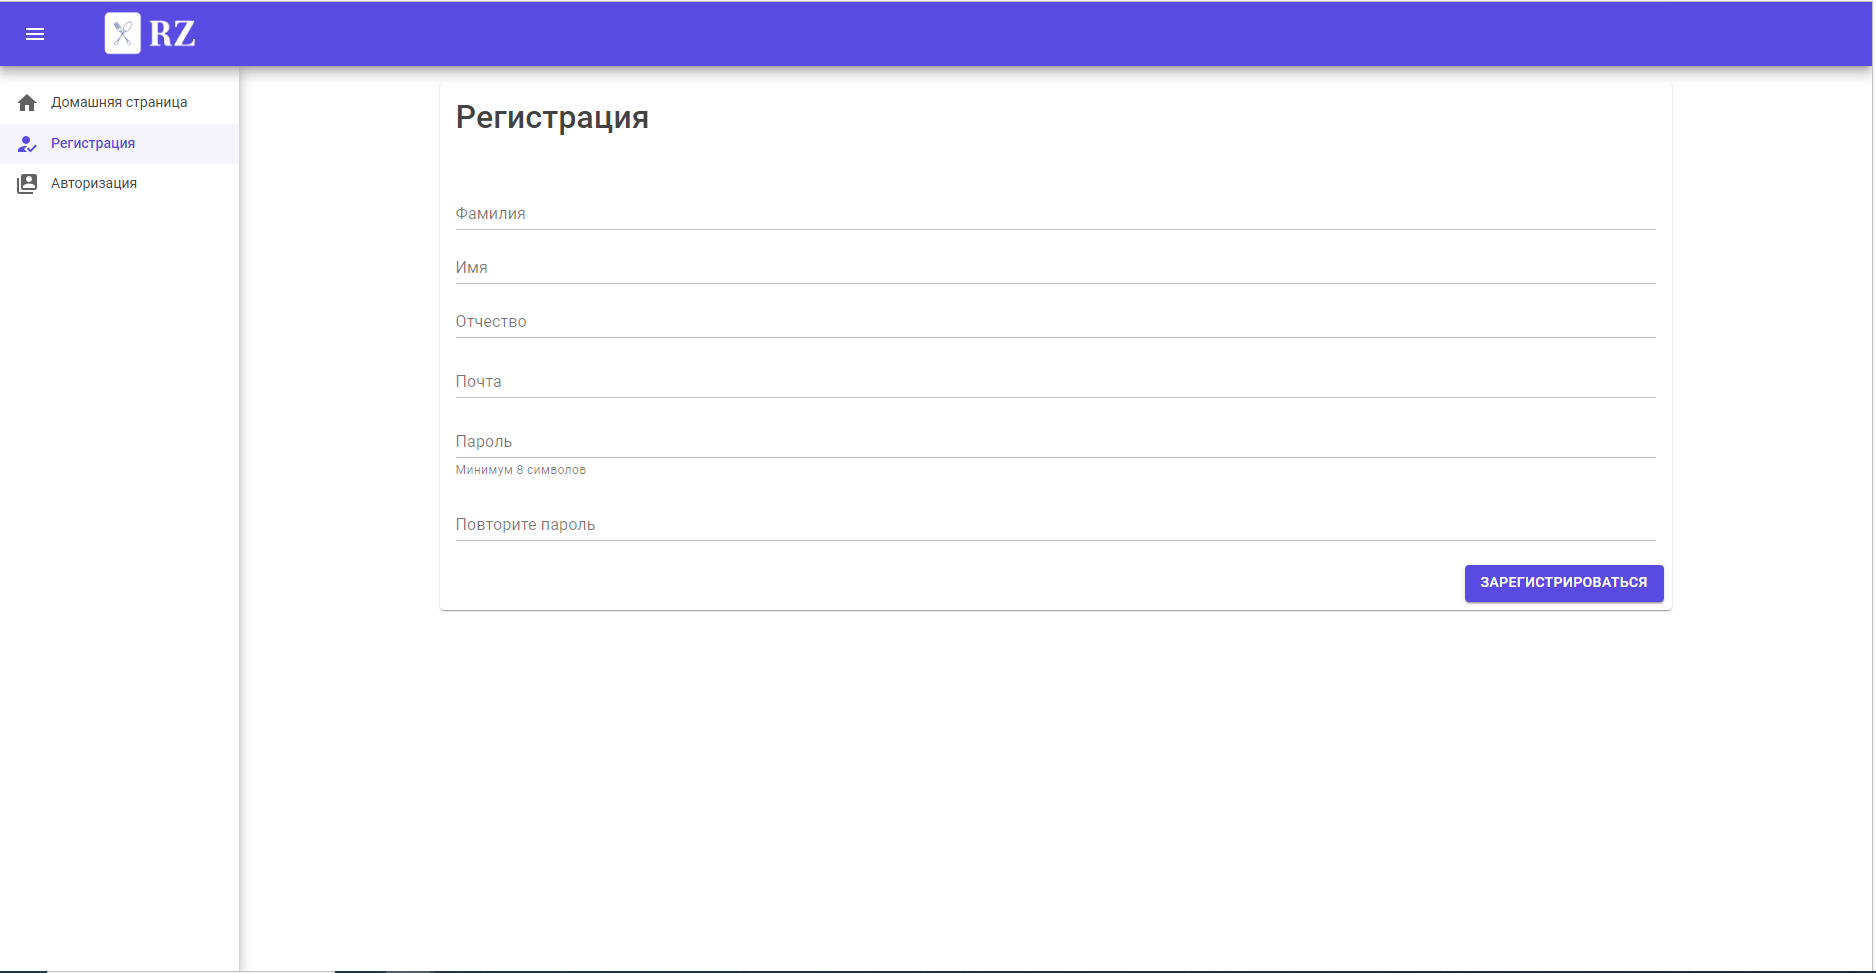 RZ
Домашняя страница
Регистрация
Авторизация
Регистрация
Фамилия
Имя
Отчество
Почта
Пароль
Минимум 8 символов
Повторите пароль
ЗАРЕГИСТРИРОВАТЬСЯ